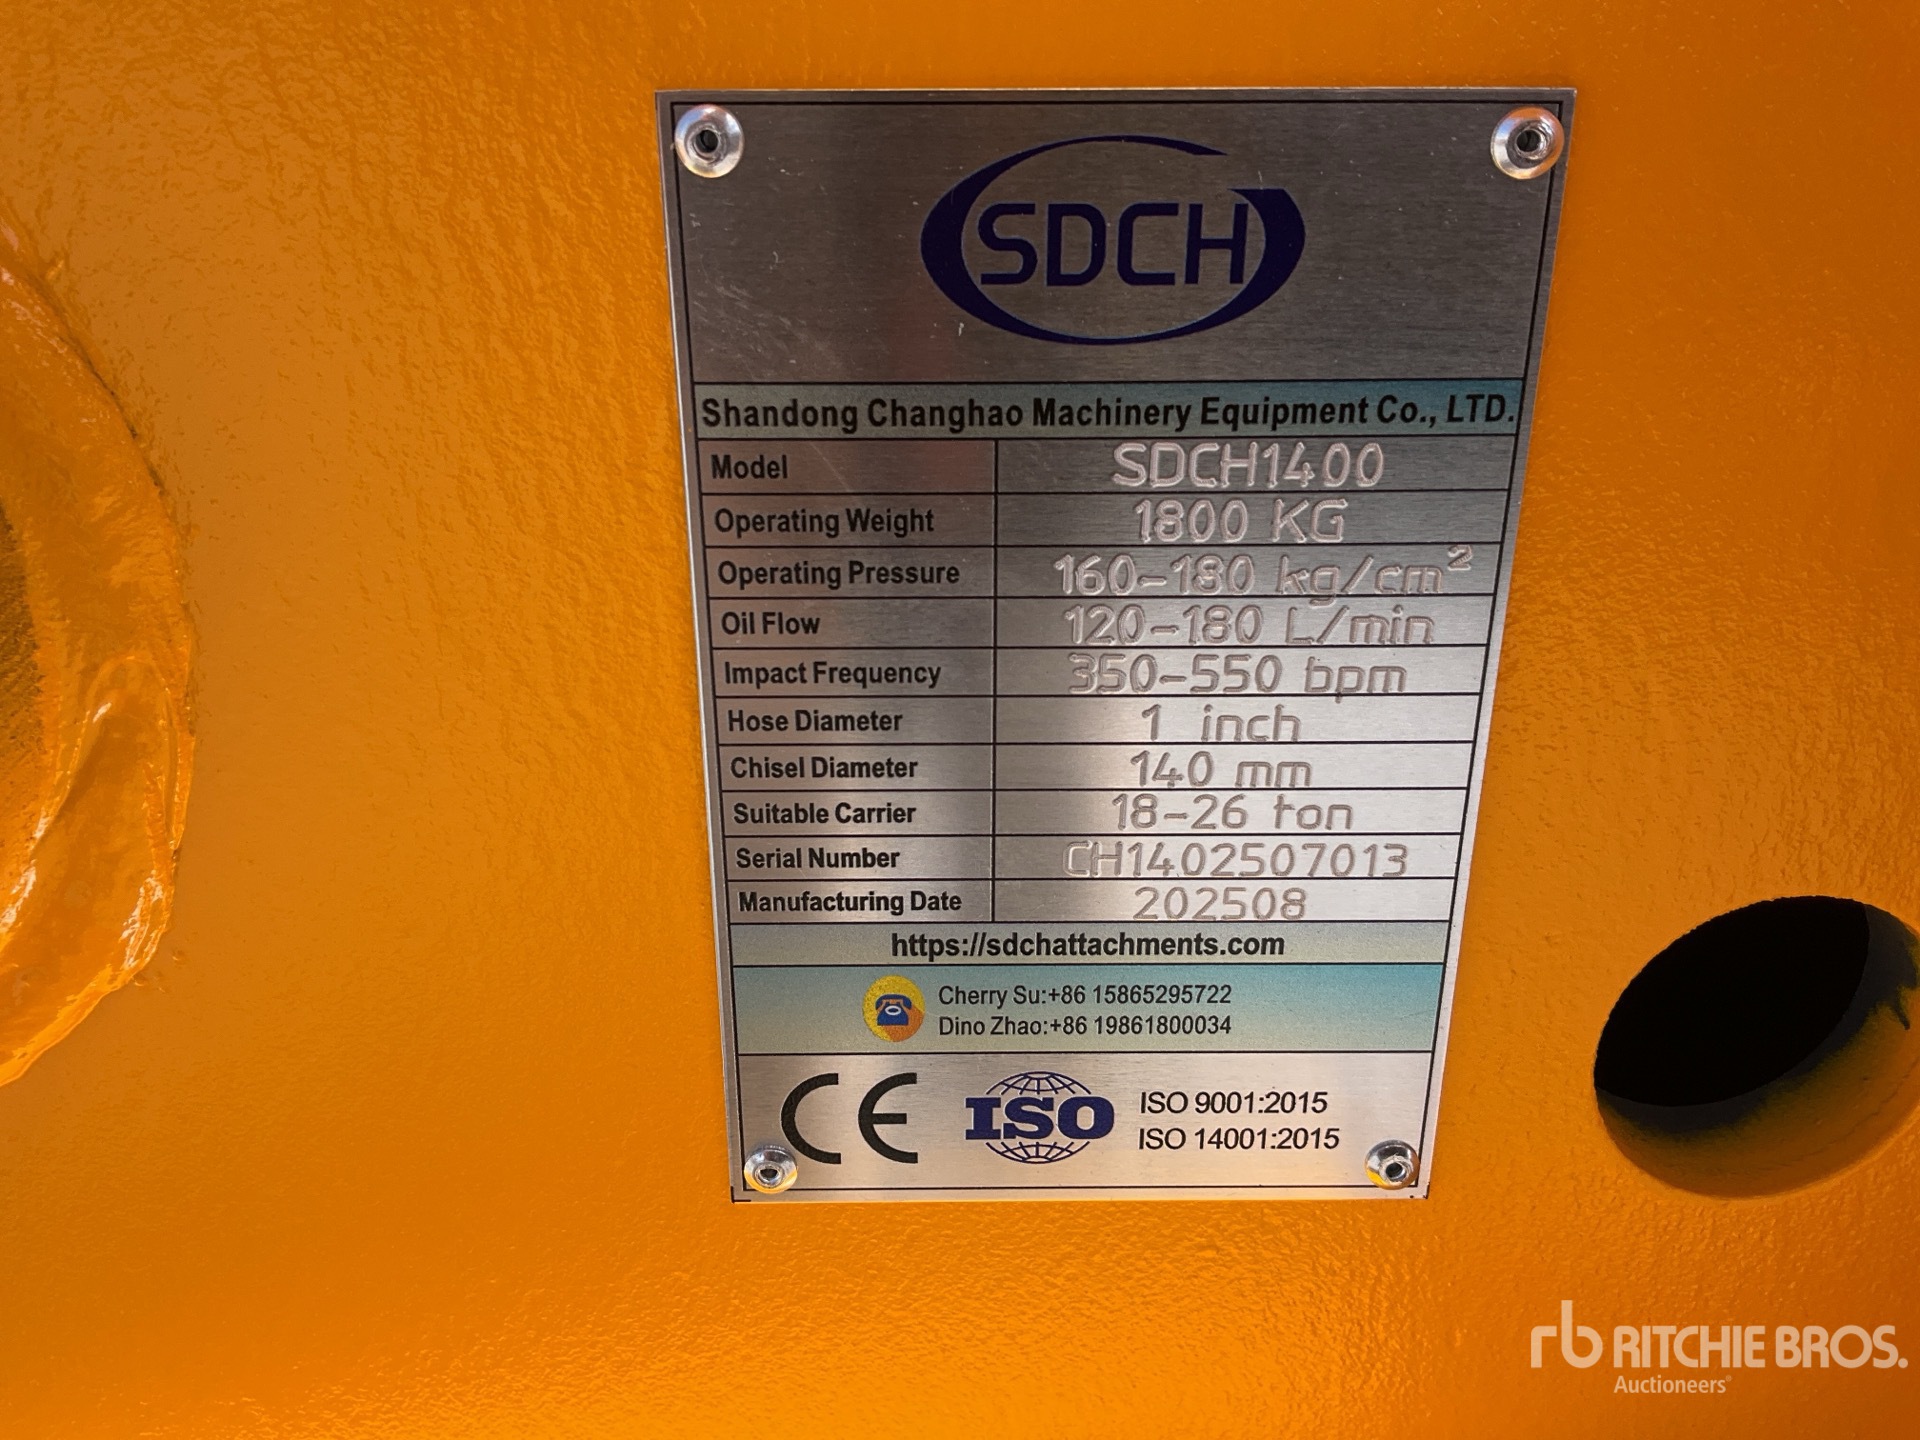 SDCH
Shandong Changhao Machinery Equipment Co., LTD.
Model SDCH1400
Operating Weight 1800 KG
Operating Pressure 160-180 kg/cm²
Oil Flow 120-180 L/min
Impact Frequency 350-550 bpm
Hose Diameter 1 inch
Chisel Diameter 140 mm
Suitable Carrier 18-26 ton
Serial Number CH1402507013
Manufacturing Date 202508
https://sdchattachments.com
Cherry Su:+86 15865295722
Dino Zhao:+86 19861800034
CE ISO ISO 9001:2015
ISO 14001:2015
rb RITCHIE BROS.
Auctioneers®